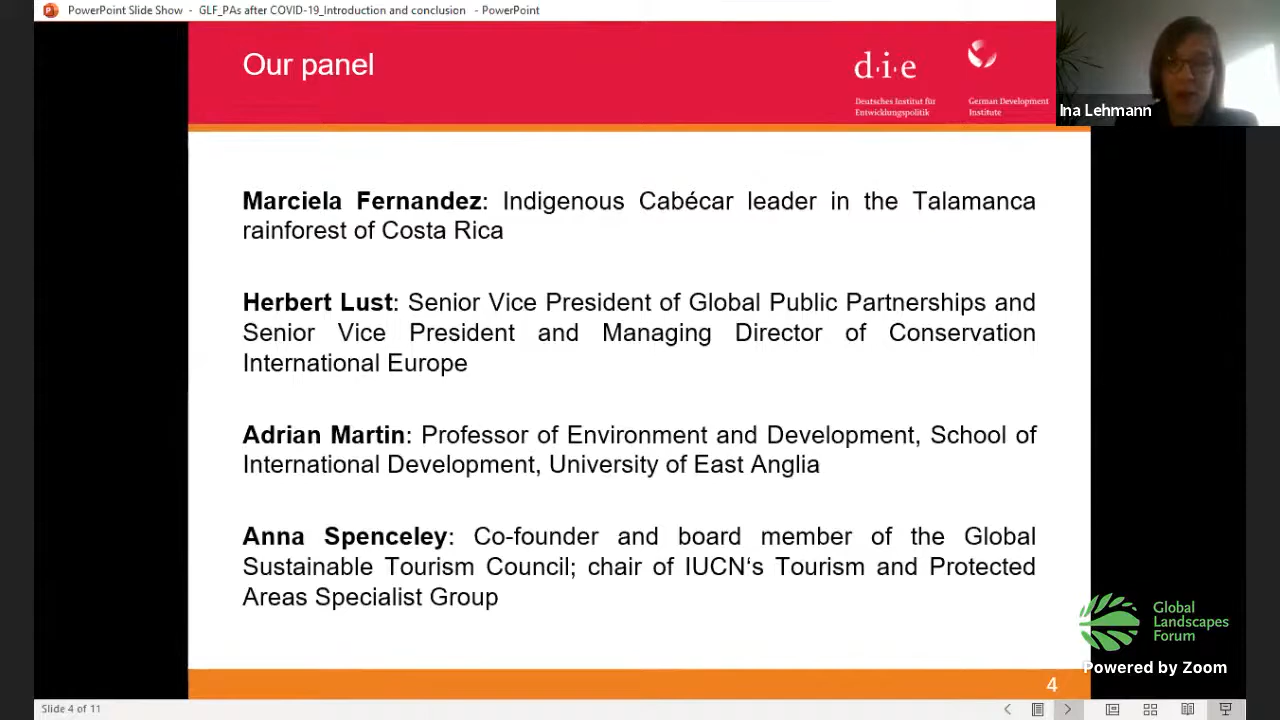 PowerPoint Slide Show - GLF_PAs after COVID-19_Introduction and conclusion - PowerPoint
Our panel
d·i·e
Deutsches Institut für
Entwicklungspolitik
German Development
Institute
Ina Lehmann
Marciela Fernandez: Indigenous Cabécar leader in the Talamanca
rainforest of Costa Rica
Herbert Lust: Senior Vice President of Global Public Partnerships and
Senior Vice President and Managing Director of Conservation
International Europe
Adrian Martin: Professor of Environment and Development, School of
International Development, University of East Anglia
Anna Spenceley: Co-founder and board member of the Global
Sustainable Tourism Council; chair of IUCN‘s Tourism and Protected
Areas Specialist Group
Global
Landscapes
Forum
Powered by Zoom
4
Slide 4 of 11